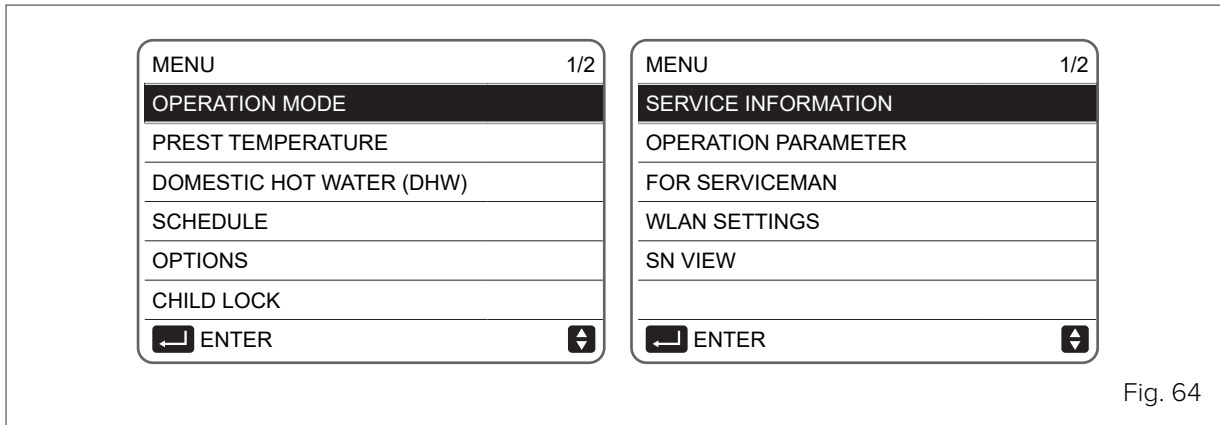 MENU 1/2
OPERATION MODE
PREST TEMPERATURE
DOMESTIC HOT WATER (DHW)
SCHEDULE
OPTIONS
CHILD LOCK
ENTER
MENU 1/2
SERVICE INFORMATION
OPERATION PARAMETER
FOR SERVICEMAN
WLAN SETTINGS
SN VIEW
ENTER
Fig. 64